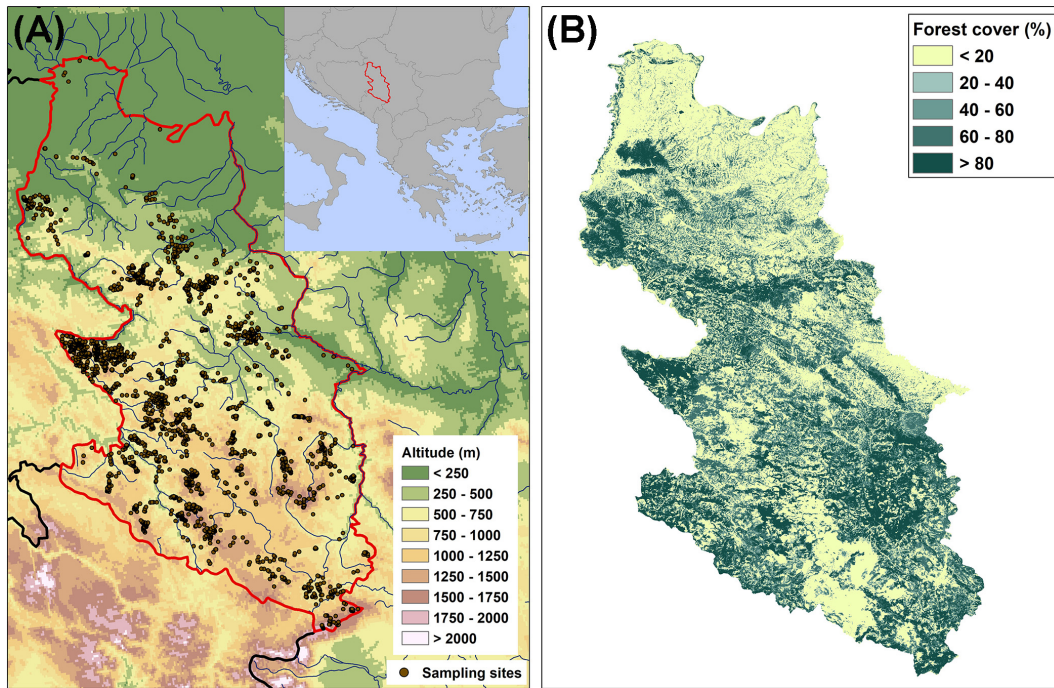 (A)
Altitude (m)
< 250
250 - 500
500 - 750
750 - 1000
1000 - 1250
1250 - 1500
1500 - 1750
1750 - 2000
> 2000
Sampling sites
(B)
Forest cover (%)
< 20
20 - 40
40 - 60
60 - 80
> 80